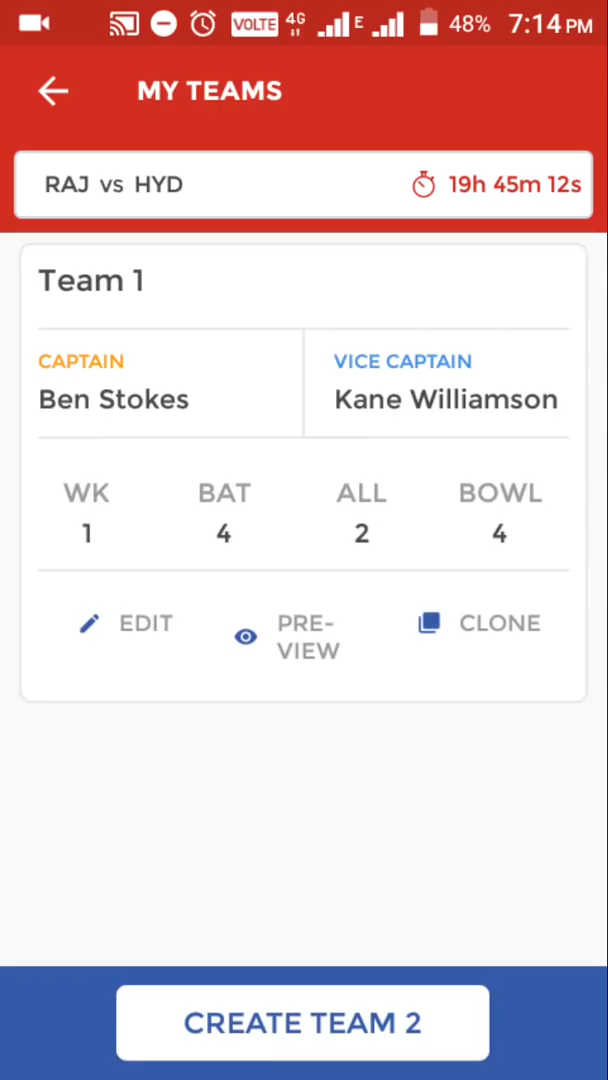 VOLTE 4G E 48% 7:14 PM
MY TEAMS
RAJ vs HYD 19h 45m 12s
Team 1
CAPTAIN VICE CAPTAIN
Ben Stokes Kane Williamson
WK BAT ALL BOWL
1 4 2 4
EDIT PRE-
VIEW CLONE
CREATE TEAM 2